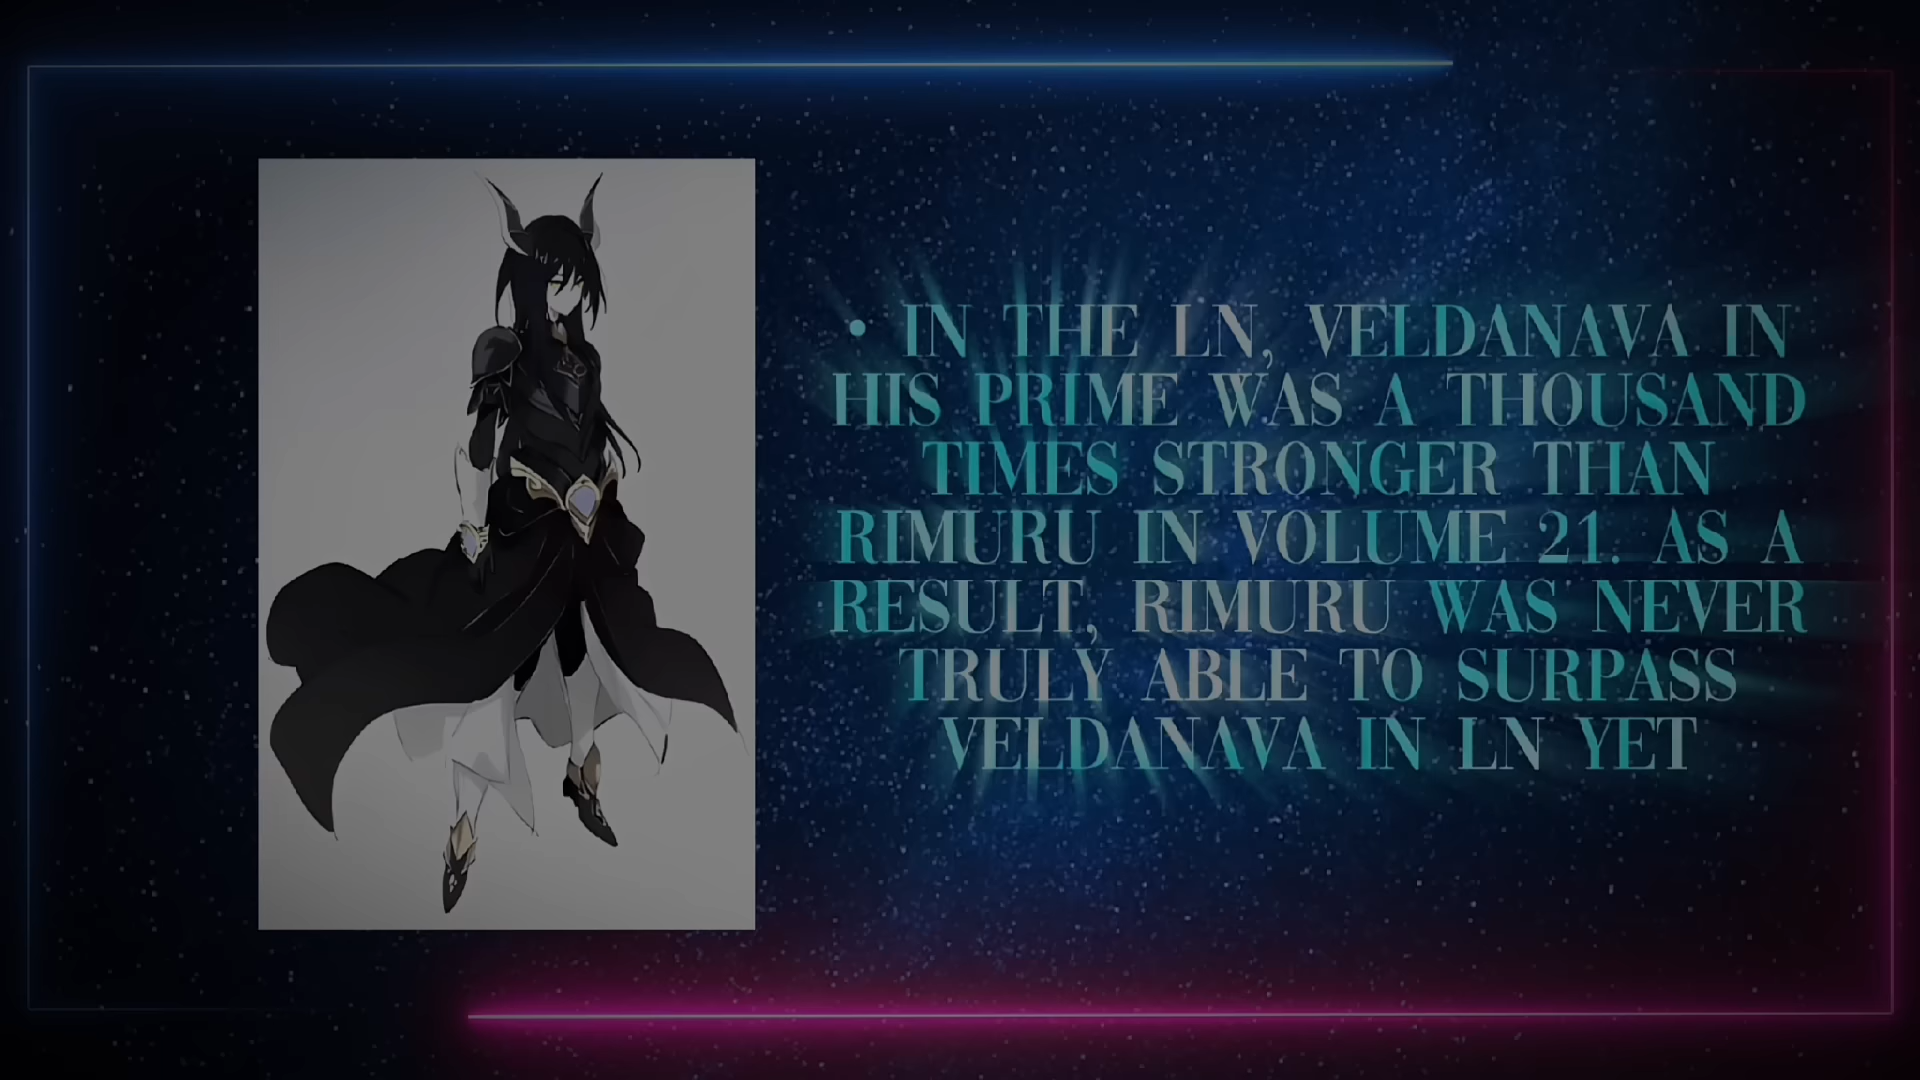 • IN THE LN, VELDANAVA IN
HIS PRIME WAS A THOUSAND
TIMES STRONGER THAN
RIMURU IN VOLUME 21. AS A
RESULT, RIMURU WAS NEVER
TRULY ABLE TO SURPASS
VELDANAVA IN LN YET